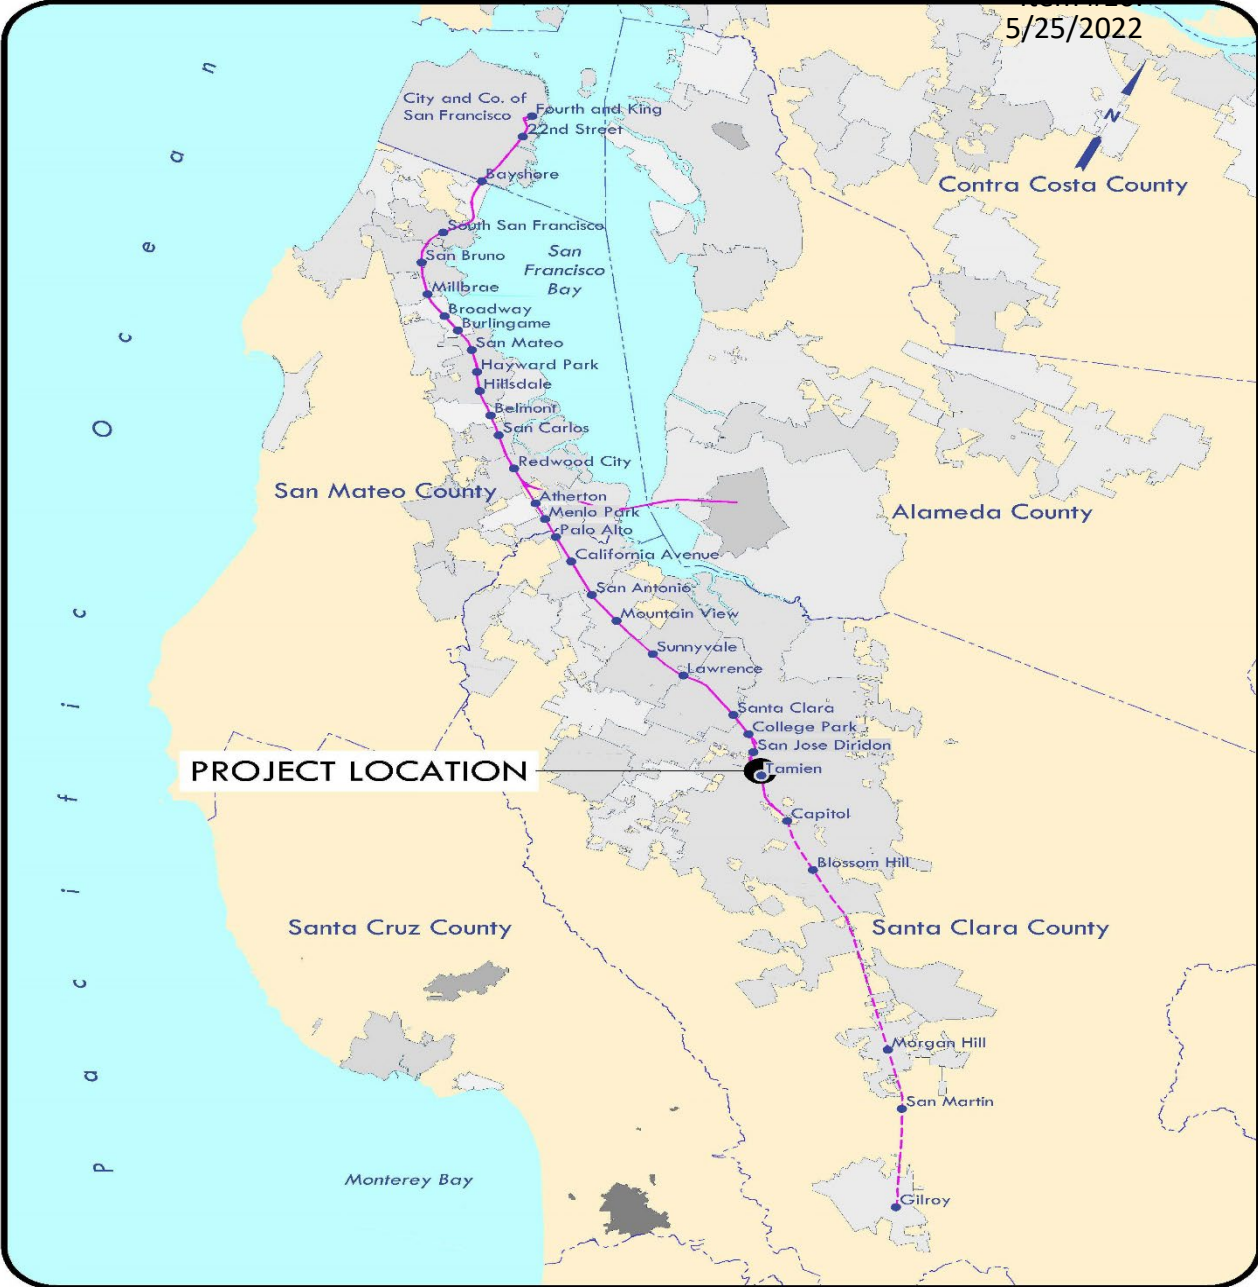 5/25/2022
N
City and Co. of
San Francisco
Fourth and King
22nd Street
Bayshore
Contra Costa County
South San Francisco
San Bruno
San
Francisco
Bay
Millbrae
Broadway
Burlingame
San Mateo
Hayward Park
Hillsdale
Belmont
San Carlos
Redwood City
San Mateo County
Atherton
Menlo Park
Palo Alto
Alameda County
California Avenue
San Antonio
Mountain View
Sunnyvale
Lawrence
Santa Clara
College Park
San Jose Diridon
PROJECT LOCATION
Tamien
Capitol
Blossom Hill
Santa Cruz County
Santa Clara County
Morgan Hill
San Martin
Monterey Bay
Gilroy
Pacific Ocean